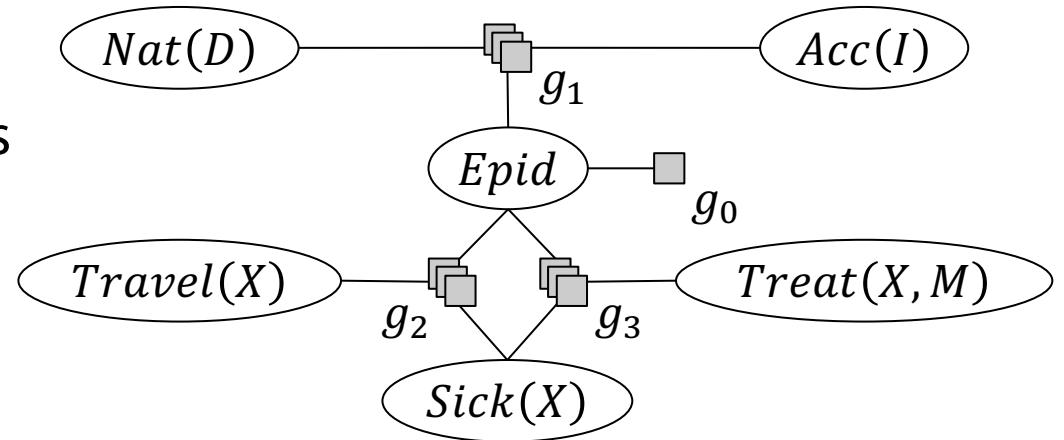 Nat(D)
Acc(I)
g₁
s
Epid
g₀
Travel(X)
Treat(X, M)
g₂
g₃
Sick(X)